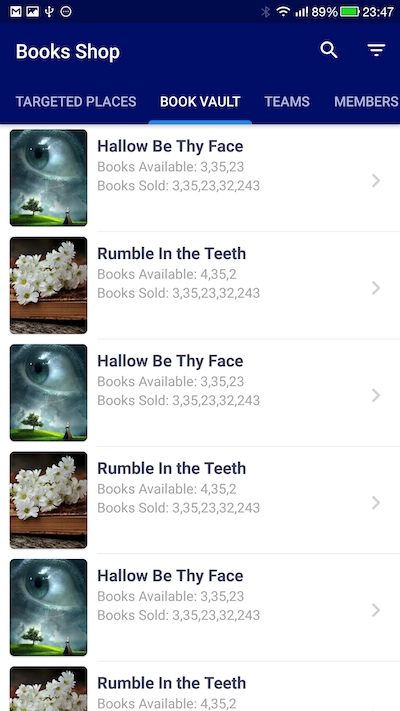 89% 23:47
Books Shop
TARGETED PLACES BOOK VAULT TEAMS MEMBERS
Hallow Be Thy Face
Books Available: 3,35,23
Books Sold: 3,35,23,32,243
Rumble In the Teeth
Books Available: 4,35,2
Books Sold: 3,35,23,32,243
Hallow Be Thy Face
Books Available: 3,35,23
Books Sold: 3,35,23,32,243
Rumble In the Teeth
Books Available: 4,35,2
Books Sold: 3,35,23,32,243
Hallow Be Thy Face
Books Available: 3,35,23
Books Sold: 3,35,23,32,243
Rumble In the Teeth
Books Available: 4,35,2